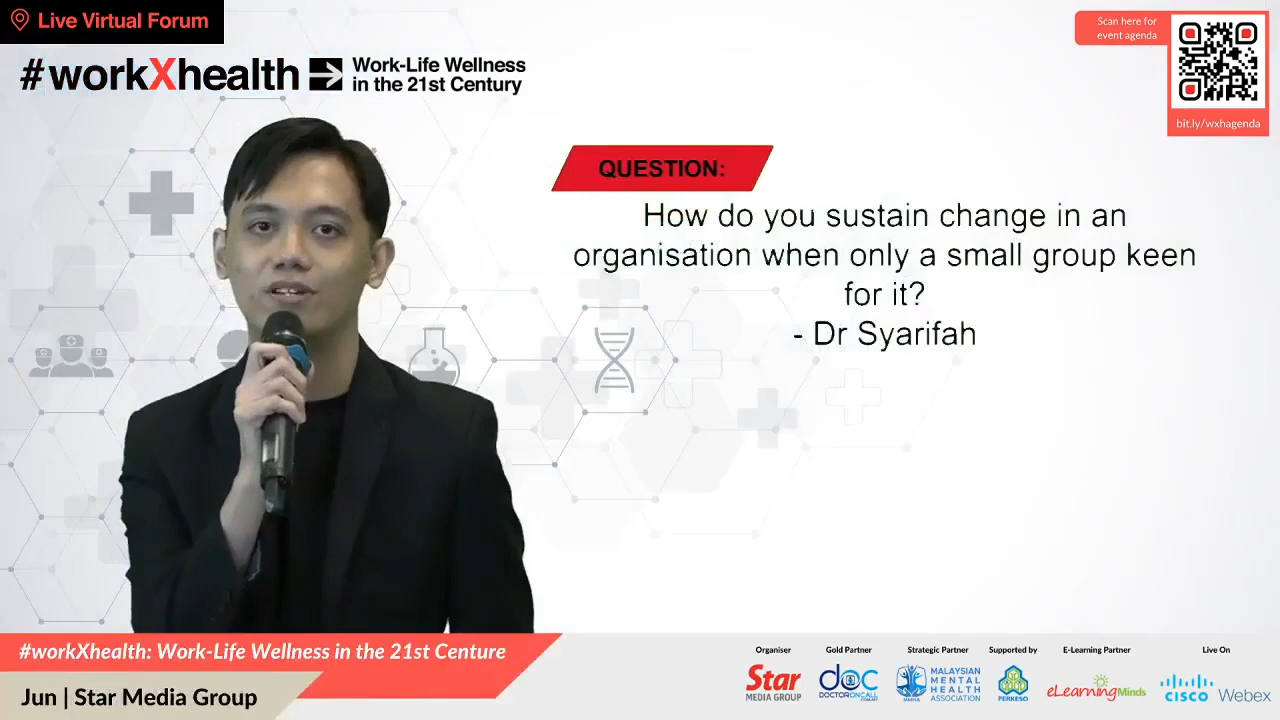 Live Virtual Forum
Scan here for
event agenda
#workXhealth
Work-Life Wellness
in the 21st Century
bit.ly/wxhagenda
QUESTION:
How do you sustain change in an
organisation when only a small group keen
for it?
- Dr Syarifah
#workXhealth: Work-Life Wellness in the 21st Centure
Jun | Star Media Group
Organiser
Gold Partner
Strategic Partner
Supported by
E-Learning Partner
Live On
Star
MEDIA GROUP
doc
DOCTORONCALL
MALAYSIAN
MENTAL
HEALTH
ASSOCIATION
PERKESO
eLearningMinds
CISCO
Webex